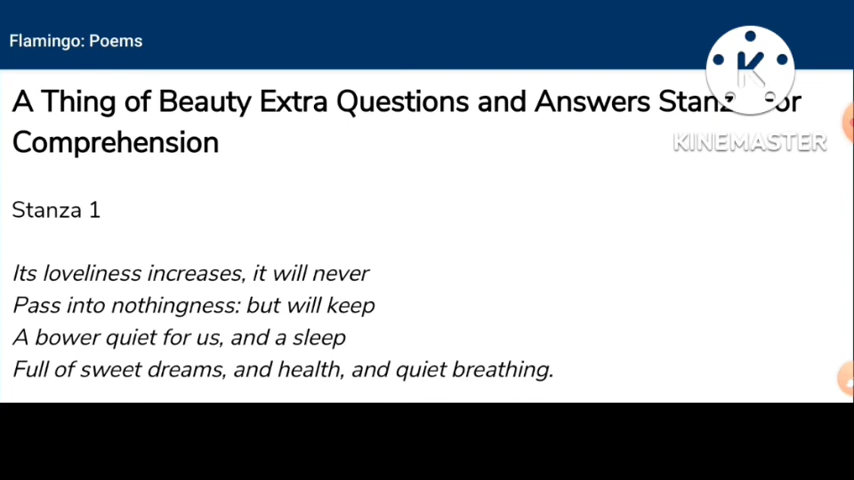 Flamingo: Poems
A Thing of Beauty Extra Questions and Answers
Comprehension
KINEMASTER
Stanza 1
Its loveliness increases, it will never
Pass into nothingness: but will keep
A bower quiet for us, and a sleep
Full of sweet dreams, and health, and quiet breathing.